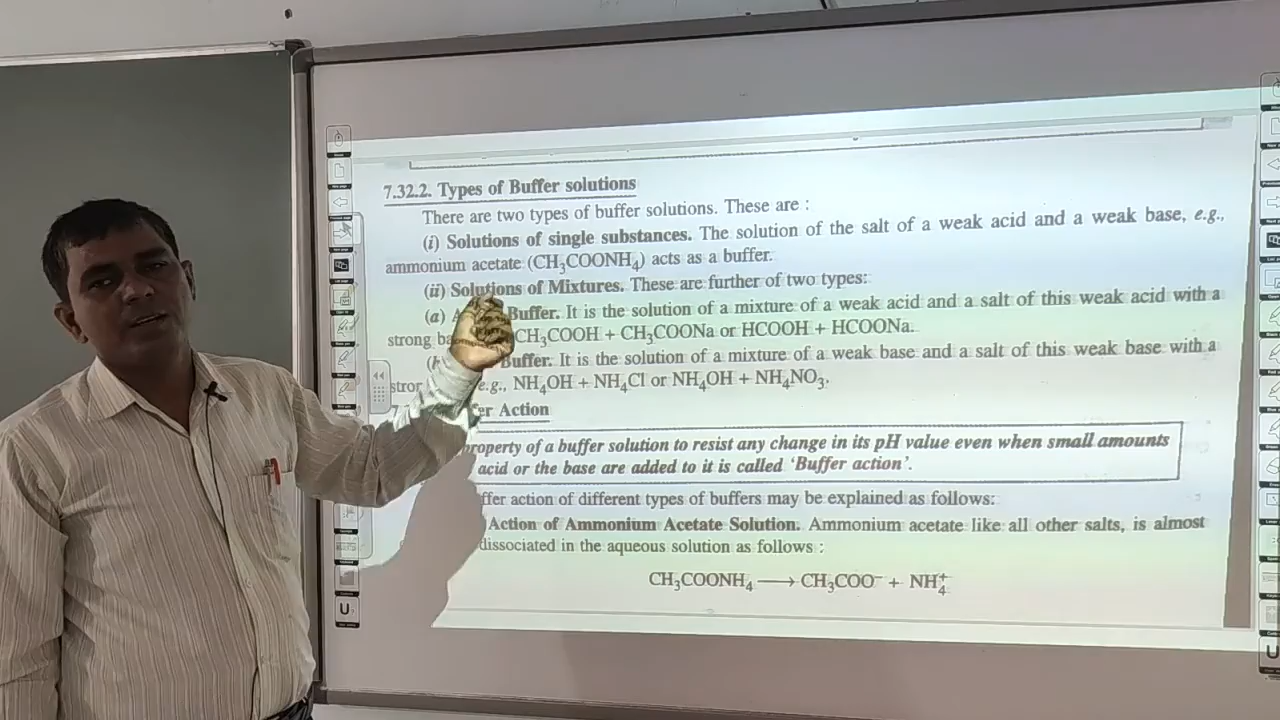 7.32.2. Types of Buffer solutions
There are two types of buffer solutions. These are :
(i) Solutions of single substances. The solution of the salt of a weak acid and a weak base, e.g.,
ammonium acetate (CH₃COONH₄) acts as a buffer.
(ii) Solutions of Mixtures. These are further of two types:
(a) Buffer. It is the solution of a mixture of a weak acid and a salt of this weak acid with a
strong CH₃COOH + CH₃COONa or HCOOH + HCOONa.
Buffer. It is the solution of a mixture of a weak base and a salt of this weak base with a
e.g., NH₄OH + NH₄Cl or NH₄OH + NH₄NO₃.
Action
property of a buffer solution to resist any change in its pH value even when small amounts
acid or the base are added to it is called ‘Buffer action’.
action of different types of buffers may be explained as follows:
Action of Ammonium Acetate Solution. Ammonium acetate like all other salts, is almost
dissociated in the aqueous solution as follows :
CH₃COONH₄ ⟶ CH₃COO⁻ + NH₄⁺